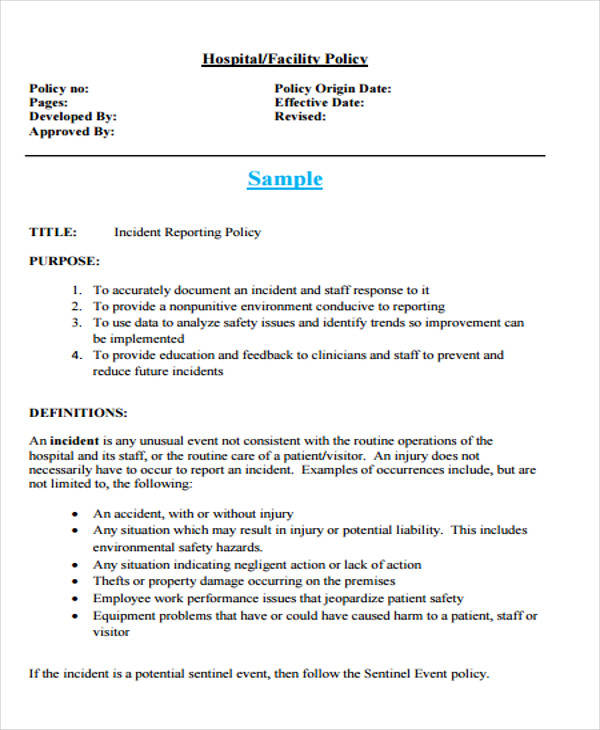 Hospital/Facility Policy
Policy no: Policy Origin Date:
Pages: Effective Date:
Developed By: Revised:
Approved By:
Sample
TITLE: Incident Reporting Policy
PURPOSE:
1. To accurately document an incident and staff response to it
2. To provide a nonpunitive environment conducive to reporting
3. To use data to analyze safety issues and identify trends so improvement can
be implemented
4. To provide education and feedback to clinicians and staff to prevent and
reduce future incidents
DEFINITIONS:
An incident is any unusual event not consistent with the routine operations of the
hospital and its staff, or the routine care of a patient/visitor. An injury does not
necessarily have to occur to report an incident. Examples of occurrences include, but are
not limited to, the following:
• An accident, with or without injury
• Any situation which may result in injury or potential liability. This includes
environmental safety hazards.
• Any situation indicating negligent action or lack of action
• Thefts or property damage occurring on the premises
• Employee work performance issues that jeopardize patient safety
• Equipment problems that have or could have caused harm to a patient, staff or
visitor
If the incident is a potential sentinel event, then follow the Sentinel Event policy.